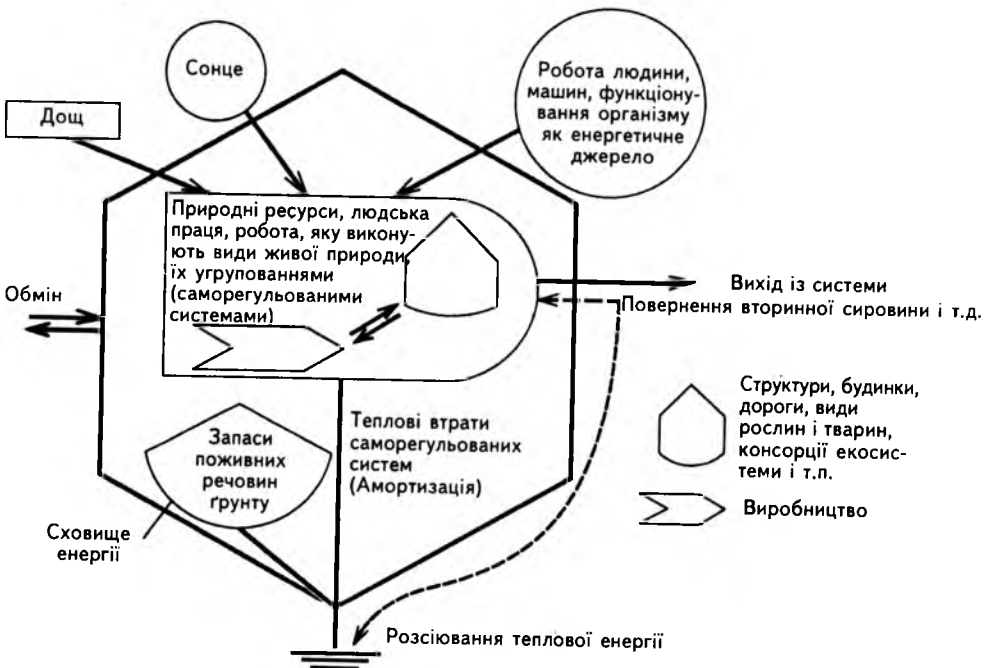 Сонце
Дощ
Робота людини,
машин, функціону-
вання організму
як енергетичне
джерело
Природні ресурси, людська
праця, робота, яку викону-
ють види живої природи,
їх угрупованнями
(саморегульованими
системами)
Обмін
Вихід із системи
Повернення вторинної сировини і т.д.
Структури, будинки,
дороги, види
рослин і тварин,
консорції екосис-
теми і т.п.
Виробництво
Теплові втрати
саморегульованих
систем
(Амортизація)
Запаси
поживних
речовин
ґрунту
Сховище
енергії
Розсіювання теплової енергії